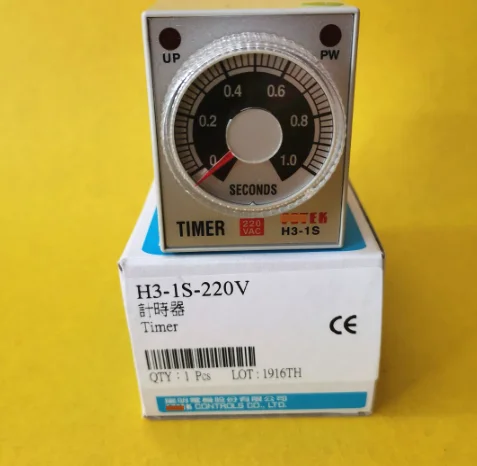 UP PW
0.4 0.6
0.2 0.8
0 1.0
SECONDS
TIMER 220 VAC
H3-1S
H3-1S-220V
計時器
Timer
CE
QTY : 1 Pcs LOT : 1916TH
CONTROLS CO., LTD.